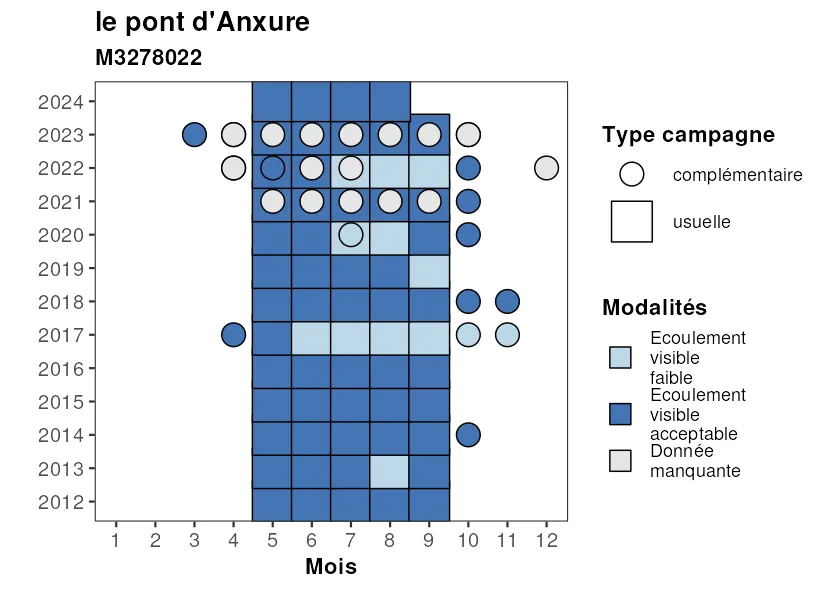 le pont d'Anxure
M3278022
2024
2023
2022
2021
2020
2019
2018
2017
2016
2015
2014
2013
2012
1 2 3 4 5 6 7 8 9 10 11 12
Mois
Type campagne
complémentaire
usuelle
Modalités
Ecoulement
visible
faible
Ecoulement
visible
acceptable
Donnée
manquante